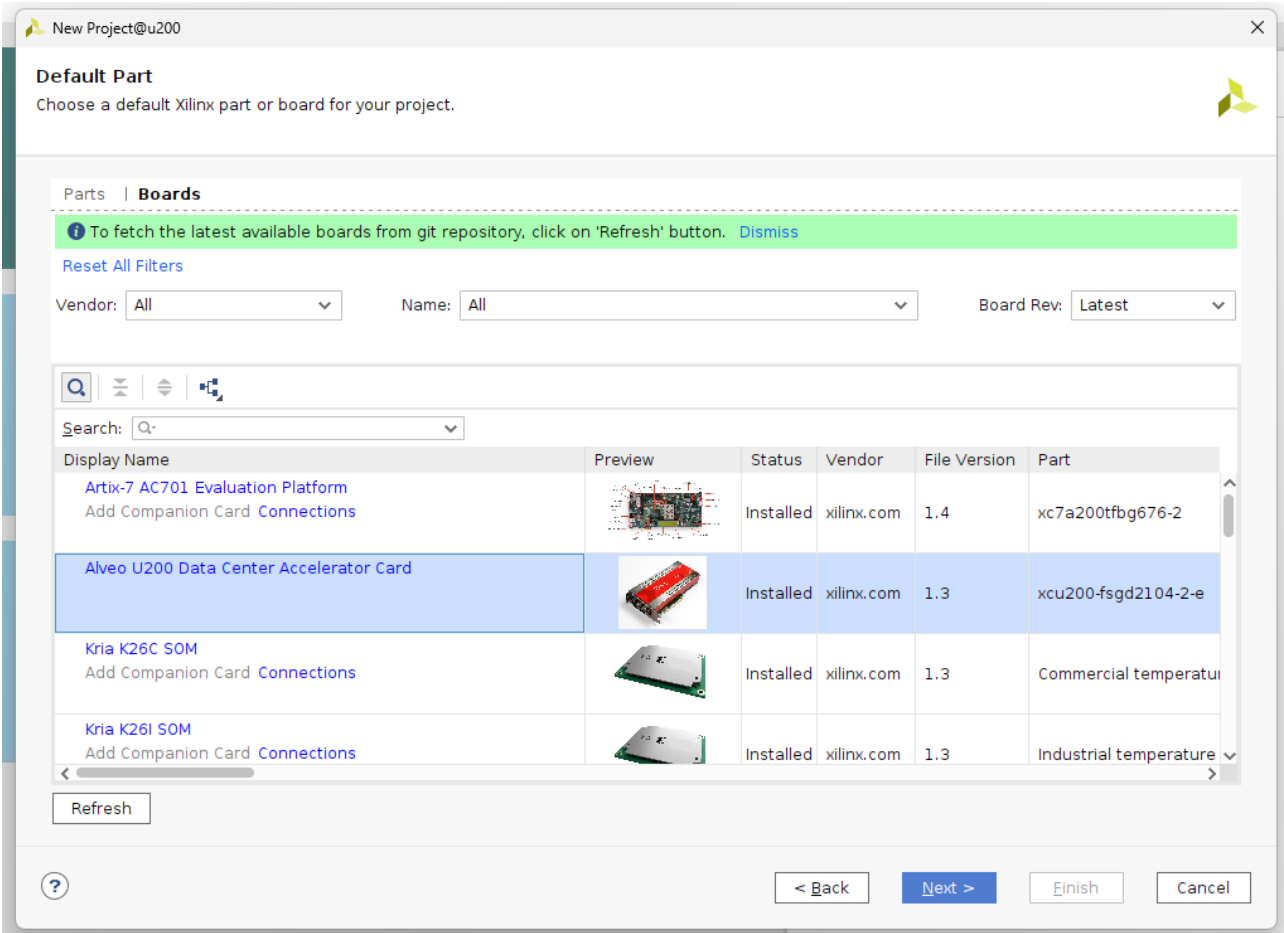 New Project@u200
Default Part
Choose a default Xilinx part or board for your project.
Parts | Boards
To fetch the latest available boards from git repository, click on 'Refresh' button. Dismiss
Reset All Filters
Vendor: All Name: All Board Rev: Latest
Search:
Display Name Preview Status Vendor File Version Part
Artix-7 AC701 Evaluation Platform
Add Companion Card Connections
Installed xilinx.com 1.4 xc7a200tfbg676-2
Alveo U200 Data Center Accelerator Card
Installed xilinx.com 1.3 xcu200-fsgd2104-2-e
Kria K26C SOM
Add Companion Card Connections
Installed xilinx.com 1.3 Commercial temperatur
Kria K26I SOM
Add Companion Card Connections
Installed xilinx.com 1.3 Industrial temperature
Refresh
? < Back Next > Finish Cancel